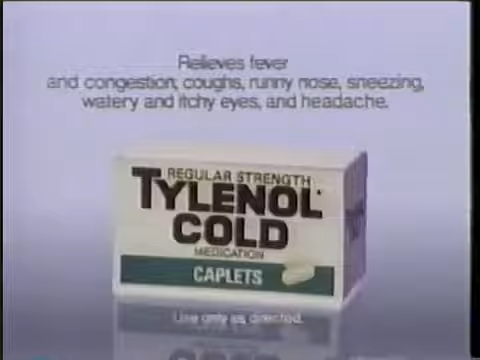 Relieves fever
and congestion, coughs, runny nose, sneezing,
watery and itchy eyes, and headache.
REGULAR STRENGTH
TYLENOL
COLD
MEDICATION
CAPLETS
Use only as directed.